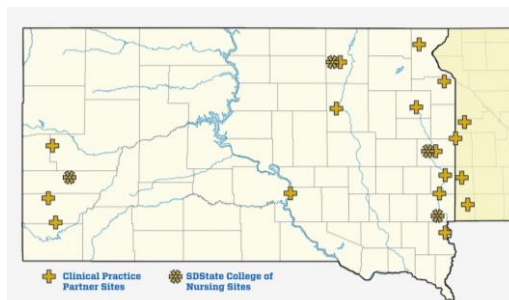 Clinical Practice
Partner Sites
SDState College of
Nursing Sites